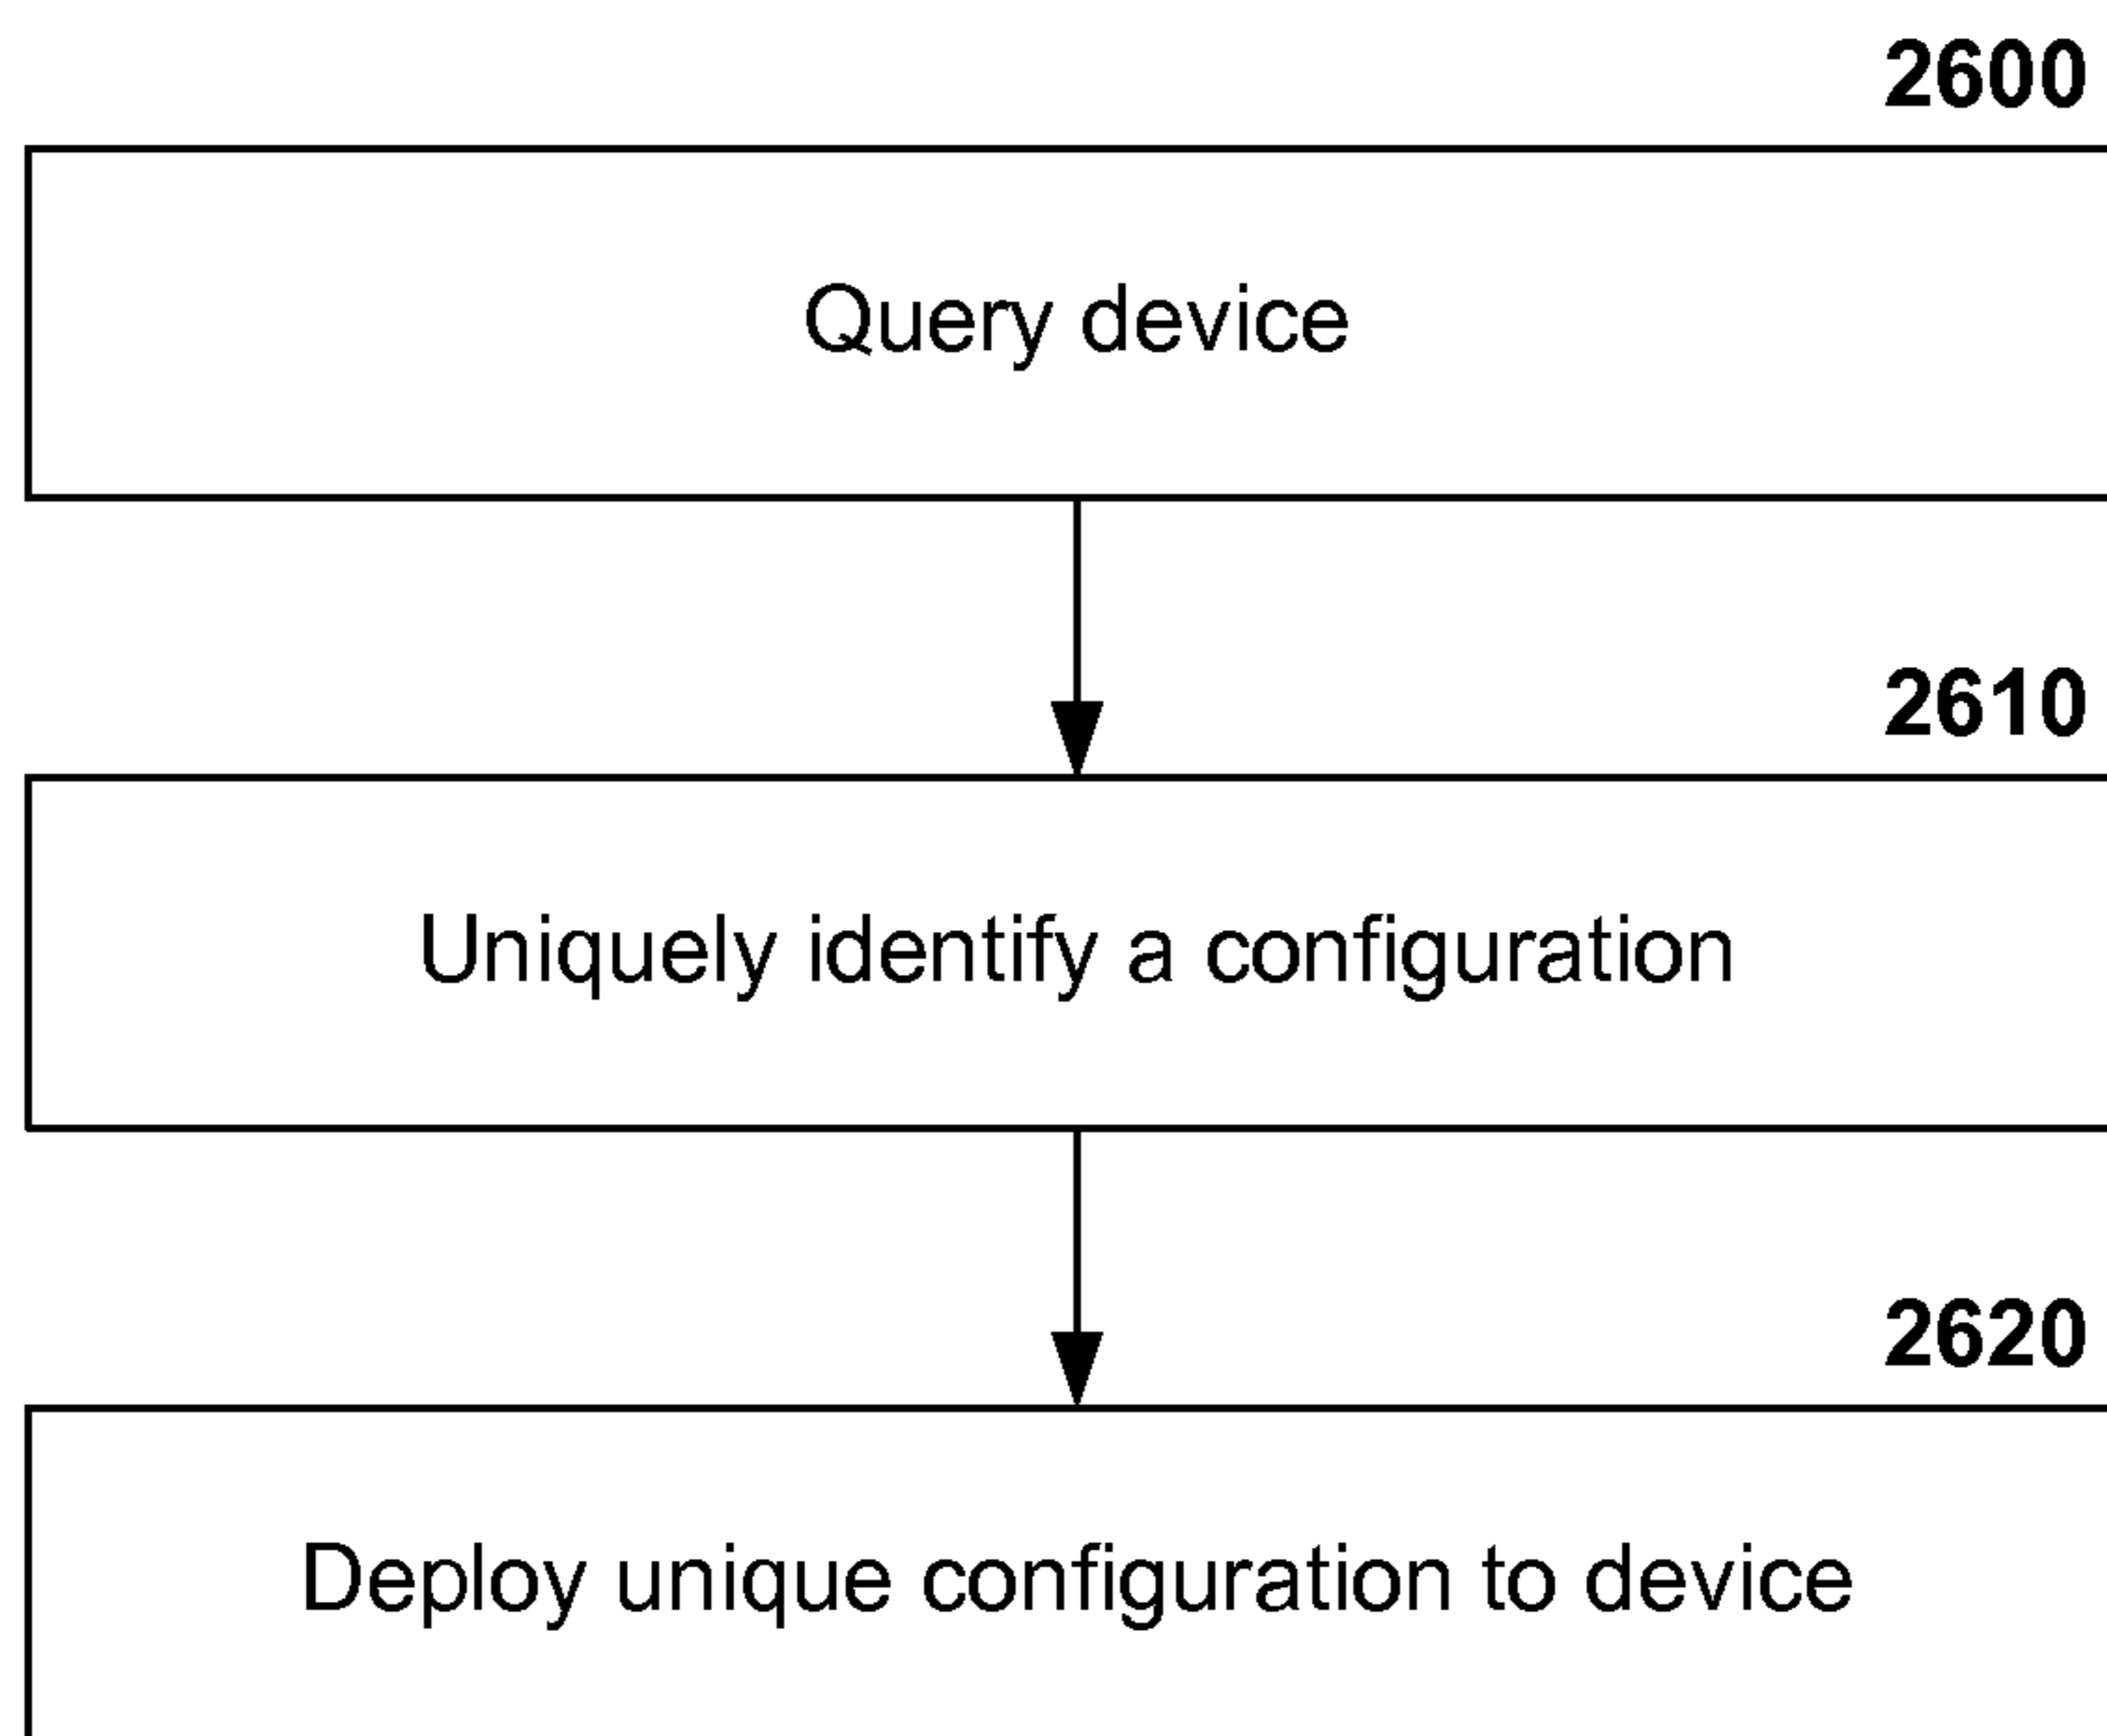 2600
Query device
2610
Uniquely identify a configuration
2620
Deploy unique configuration to device